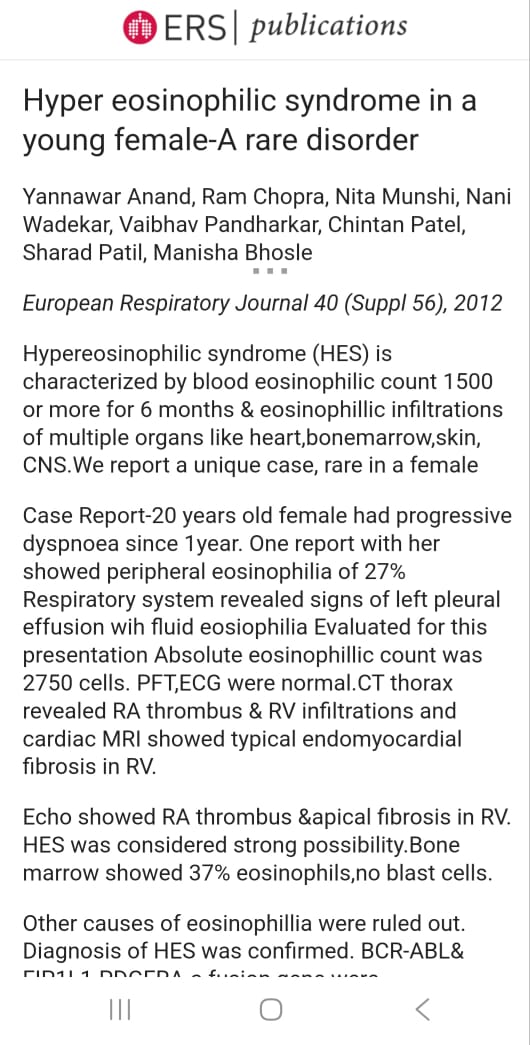 ERS | publications
Hyper eosinophilic syndrome in a
young female-A rare disorder
Yannawar Anand, Ram Chopra, Nita Munshi, Nani
Wadekar, Vaibhav Pandharkar, Chintan Patel,
Sharad Patil, Manisha Bhosle
European Respiratory Journal 40 (Suppl 56), 2012
Hypereosinophilic syndrome (HES) is
characterized by blood eosinophilic count 1500
or more for 6 months & eosinophillic infiltrations
of multiple organs like heart,bonemarrow,skin,
CNS.We report a unique case, rare in a female
Case Report-20 years old female had progressive
dyspnoea since 1year. One report with her
showed peripheral eosinophilia of 27%
Respiratory system revealed signs of left pleural
effusion wih fluid eosiophilia Evaluated for this
presentation Absolute eosinophillic count was
2750 cells. PFT,ECG were normal.CT thorax
revealed RA thrombus & RV infiltrations and
cardiac MRI showed typical endomyocardial
fibrosis in RV.
Echo showed RA thrombus &apical fibrosis in RV.
HES was considered strong possibility.Bone
marrow showed 37% eosinophils,no blast cells.
Other causes of eosinophillia were ruled out.
Diagnosis of HES was confirmed. BCR-ABL&